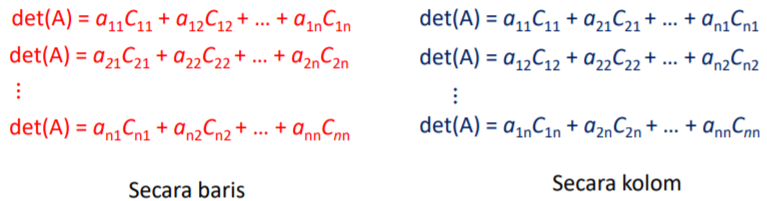 det(A) = a₁₁C₁₁ + a₁₂C₁₂ + ... + a₁ₙC₁ₙ
det(A) = a₂₁C₂₁ + a₂₂C₂₂ + ... + a₂ₙC₂ₙ
⋮
det(A) = aₙ₁Cₙ₁ + aₙ₂Cₙ₂ + ... + aₙₙCₙₙ
Secara baris
det(A) = a₁₁C₁₁ + a₂₁C₂₁ + ... + aₙ₁Cₙ₁
det(A) = a₁₂C₁₂ + a₂₂C₂₂ + ... + aₙ₂Cₙ₂
⋮
det(A) = a₁ₙC₁ₙ + a₂ₙC₂ₙ + ... + aₙₙCₙₙ
Secara kolom